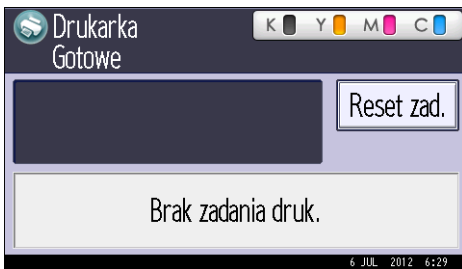 Drukarka
Gotowe
K Y M C
Reset zad.
Brak zadania druk.
6 JUL 2012 6:29